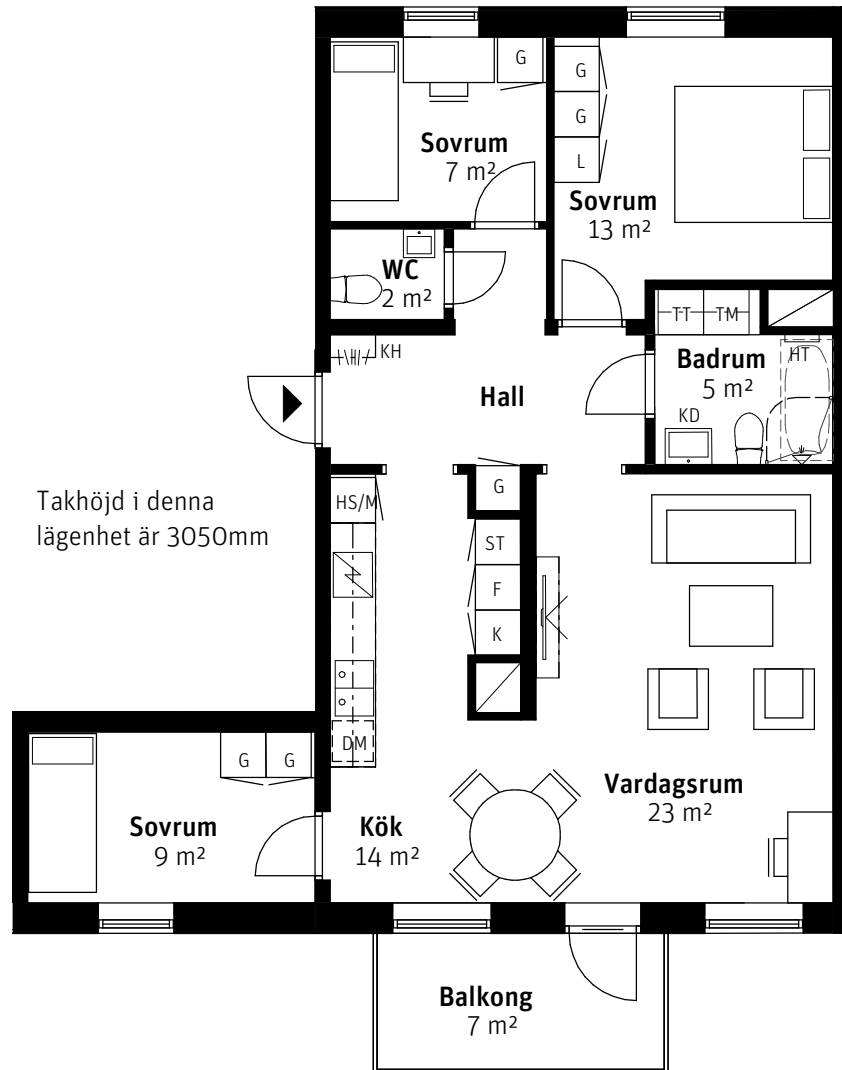 G
G
Sovrum
7 m²
G
L
Sovrum
13 m²
WC
2 m²
TT
TM
KH
Badrum
5 m²
HT
Hall
KD
Takhöjd i denna
lägenhet är 3050mm
HS/M
G
ST
F
K
DM
G
G
Vardagsrum
23 m²
Sovrum
9 m²
Kök
14 m²
Balkong
7 m²